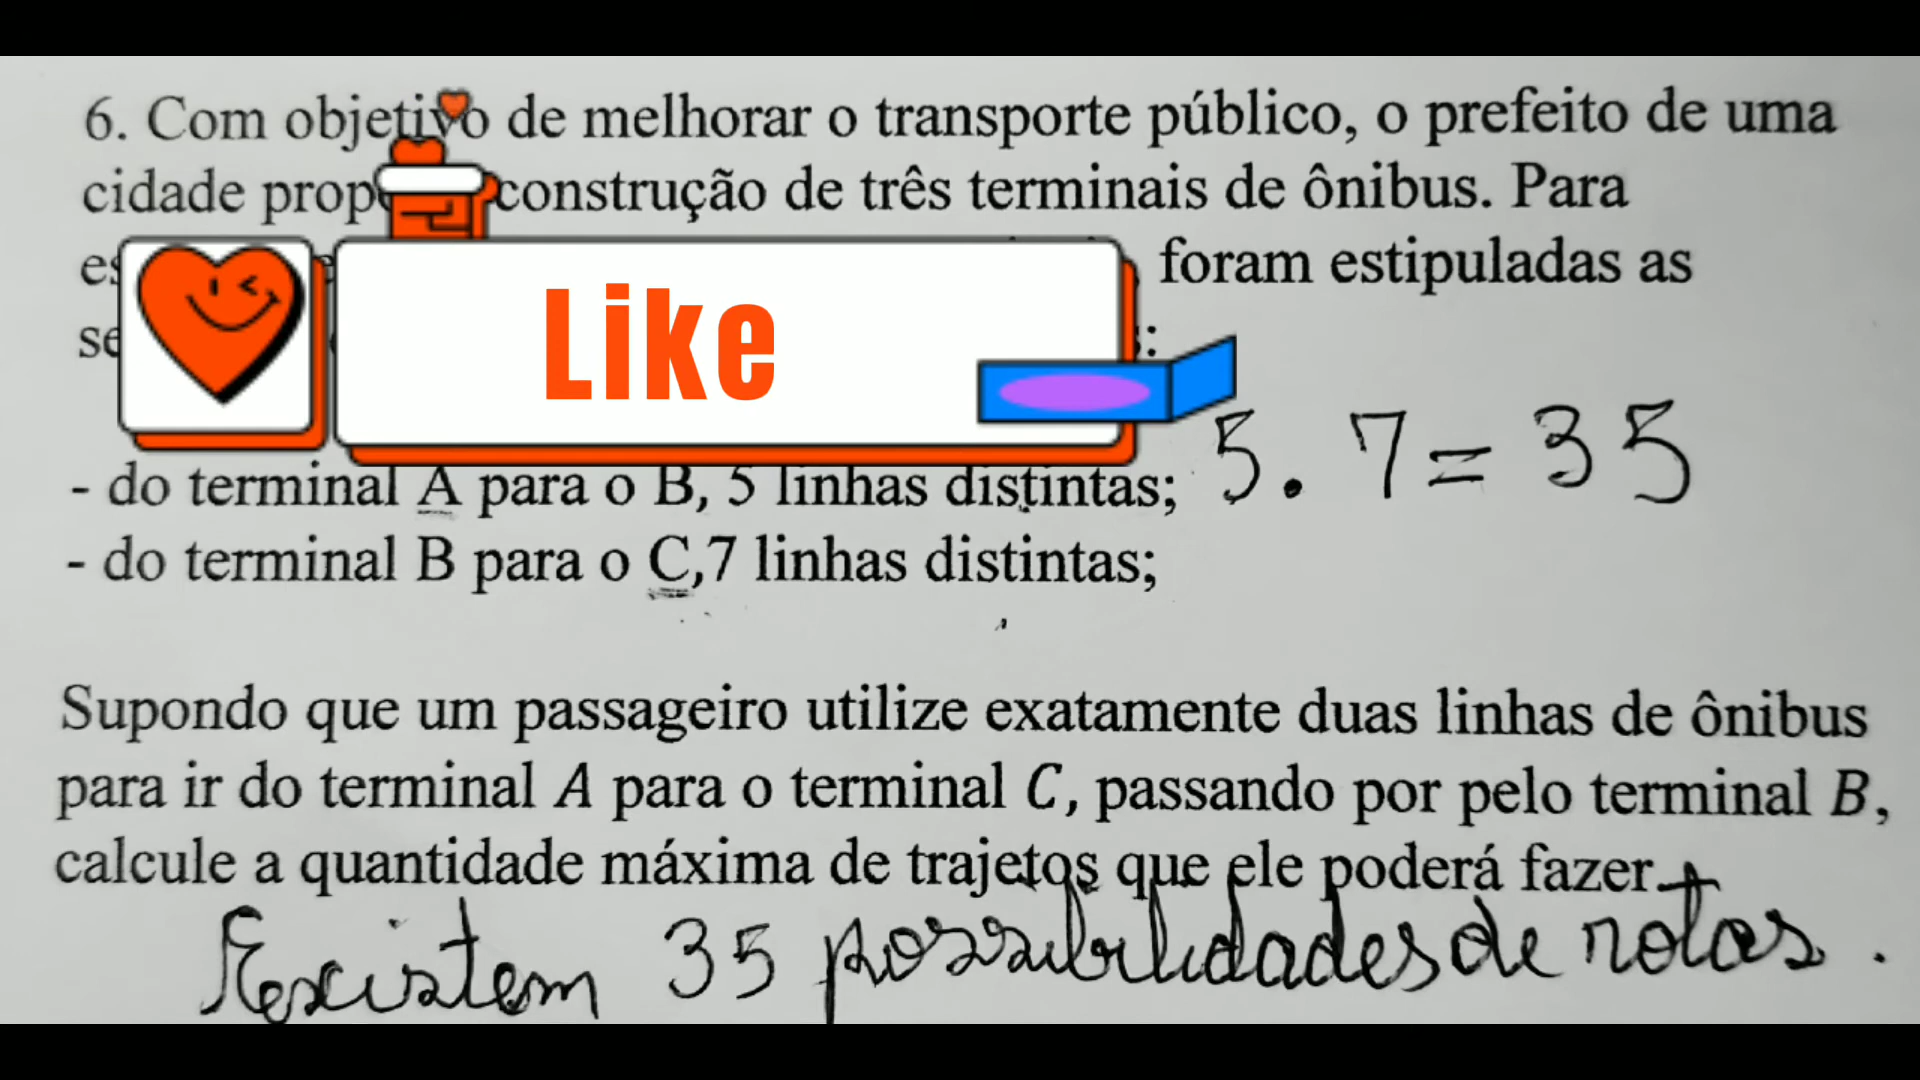 6. Com objetivo de melhorar o transporte público, o prefeito de uma
cidade construção de três terminais de ônibus. Para
foram estipuladas as
Like
- do terminal A para o B, 5 linhas distintas; 5 . 7 = 35
- do terminal B para o C,7 linhas distintas;
Supondo que um passageiro utilize exatamente duas linhas de ônibus
para ir do terminal A para o terminal C, passando por pelo terminal B,
calcule a quantidade máxima de trajetos que ele poderá fazer
Existem 35 possibilidades de rotas.